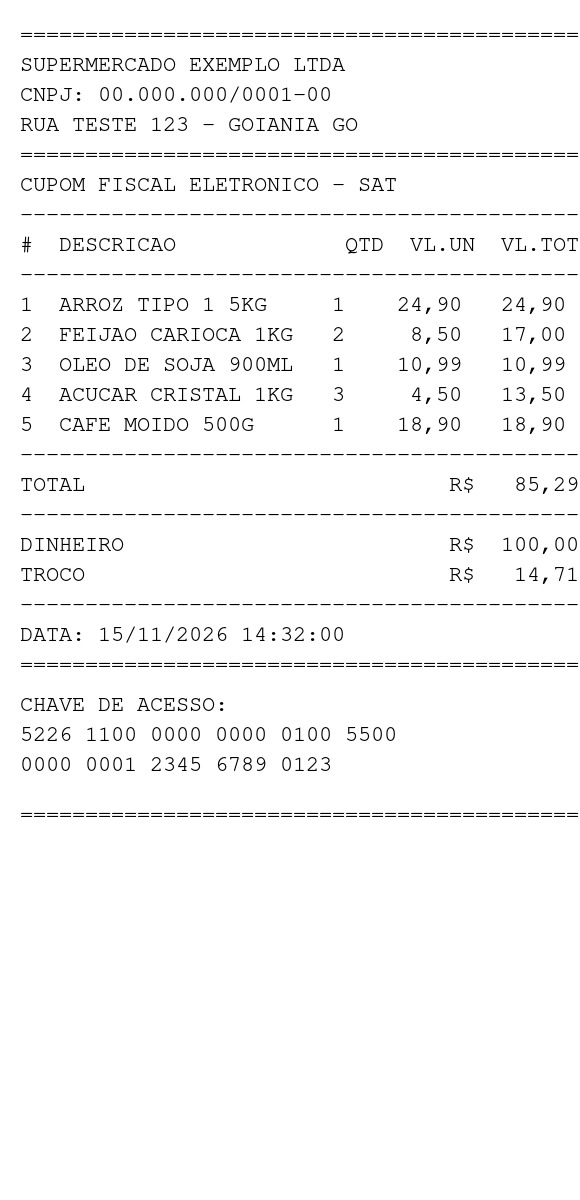 ===========================================
SUPERMERCADO EXEMPLO LTDA
CNPJ: 00.000.000/0001-00
RUA TESTE 123 - GOIANIA GO
===========================================
CUPOM FISCAL ELETRONICO - SAT
-------------------------------------------
#  DESCRICAO             QTD  VL.UN  VL.TOT
-------------------------------------------
1  ARROZ TIPO 1 5KG     1    24,90   24,90
2  FEIJAO CARIOCA 1KG   2     8,50   17,00
3  OLEO DE SOJA 900ML   1    10,99   10,99
4  ACUCAR CRISTAL 1KG   3     4,50   13,50
5  CAFE MOIDO 500G      1    18,90   18,90
-------------------------------------------
TOTAL                            R$   85,29
-------------------------------------------
DINHEIRO                         R$  100,00
TROCO                            R$   14,71
-------------------------------------------
DATA: 15/11/2026 14:32:00
===========================================
CHAVE DE ACESSO:
5226 1100 0000 0000 0100 5500
0000 0001 2345 6789 0123
===========================================